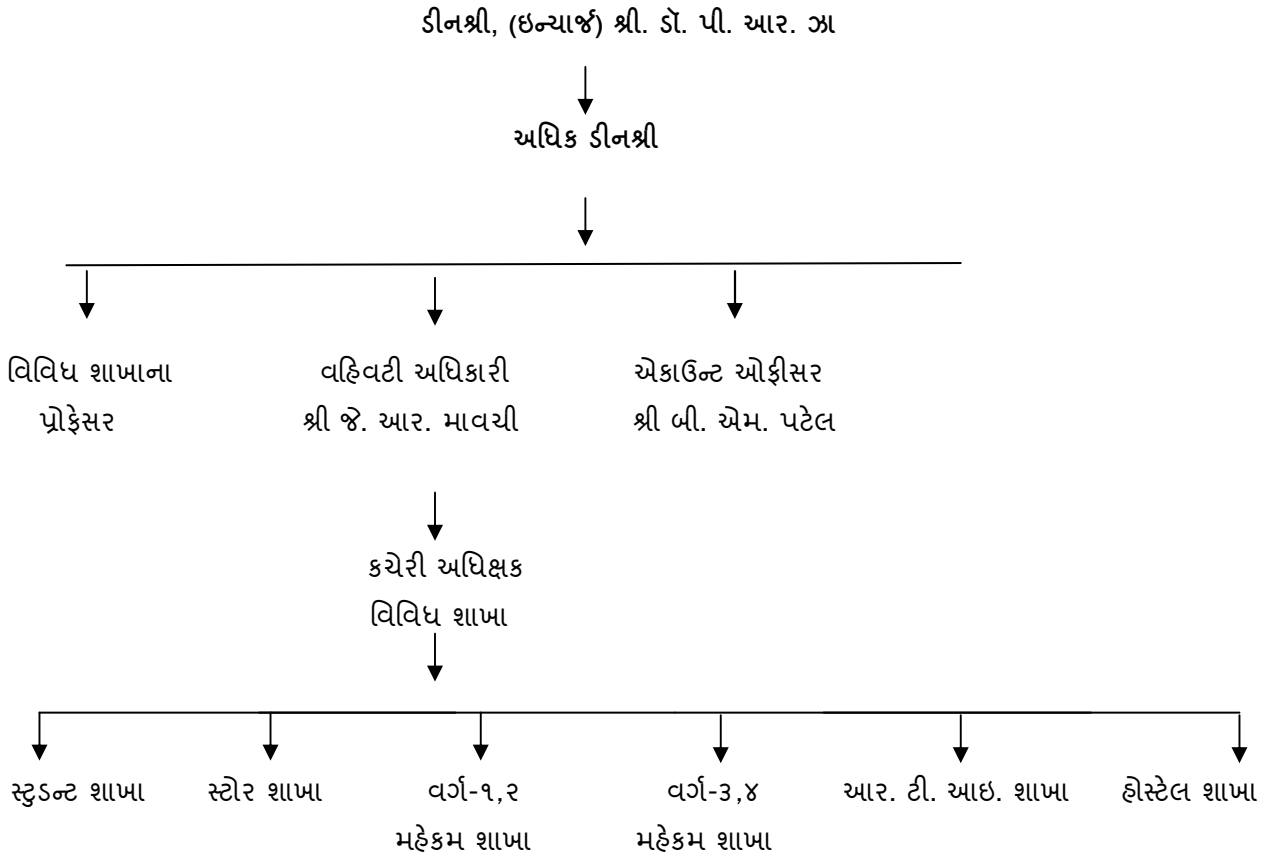 ડીનશ્રી, (ઇન્ચાર્જ) શ્રી. ડૉ. પી. આર. ઝા
અધિક ડીનશ્રી
વિવિધ શાખાના
પ્રોફેસર
વહિવટી અધિકારી
શ્રી જે. આર. માવચી
એકાઉન્ટ ઓફીસર
શ્રી બી. એમ. પટેલ
કચેરી અધિક્ષક
વિવિધ શાખા
સ્ટુડન્ટ શાખા
સ્ટોર શાખા
વર્ગ-૧,૨
મહેકમ શાખા
વર્ગ-૩,૪
મહેકમ શાખા
આર. ટી. આઇ. શાખા
હોસ્ટેલ શાખા